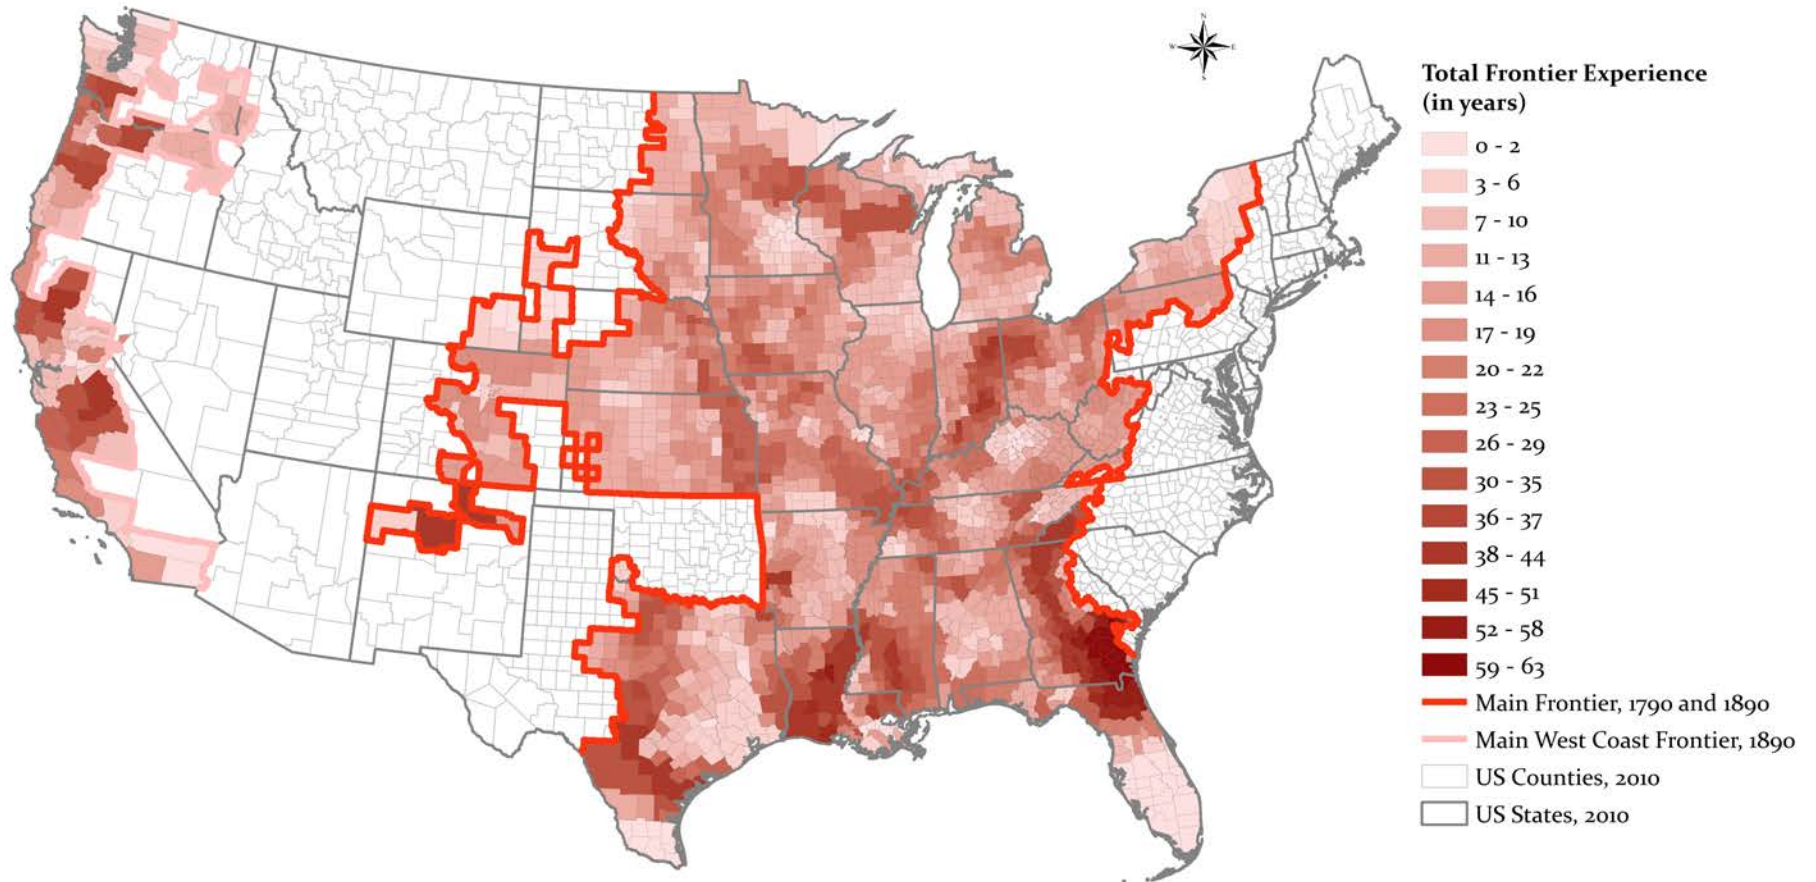 N
W E
S
Total Frontier Experience
(in years)
0 - 2
3 - 6
7 - 10
11 - 13
14 - 16
17 - 19
20 - 22
23 - 25
26 - 29
30 - 35
36 - 37
38 - 44
45 - 51
52 - 58
59 - 63
Main Frontier, 1790 and 1890
Main West Coast Frontier, 1890
US Counties, 2010
US States, 2010